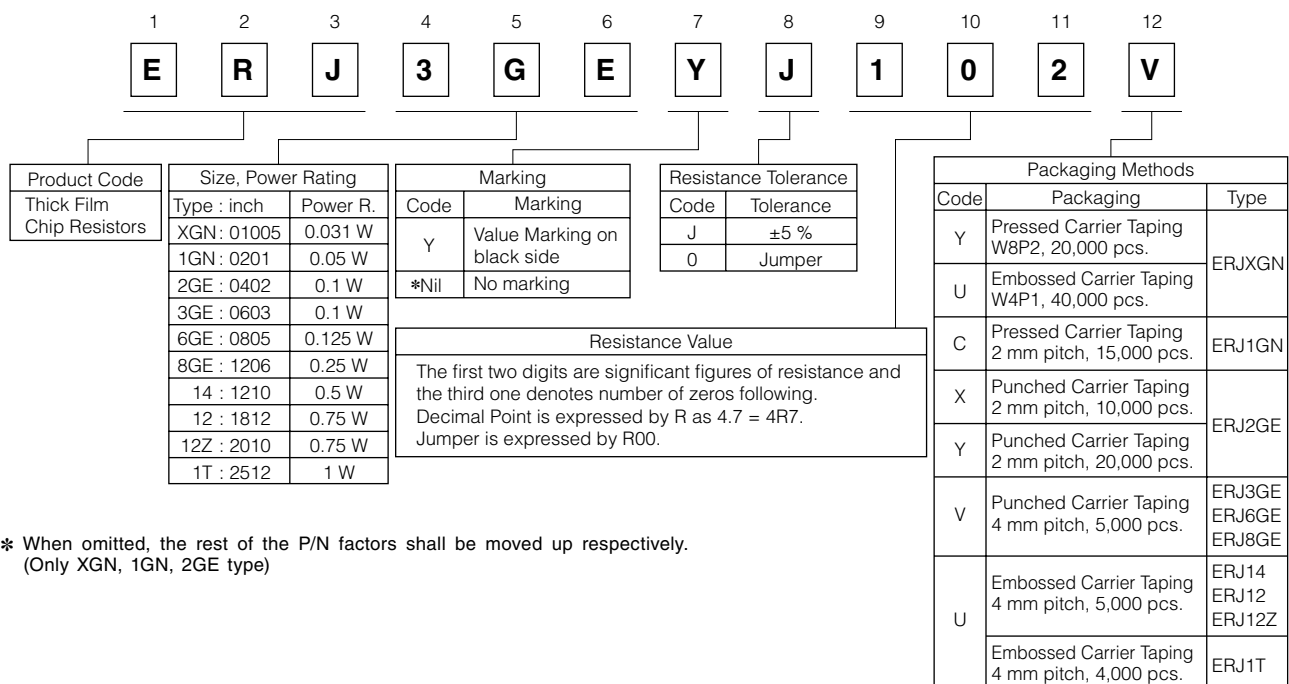 1 2 3 4 5 6 7 8 9 10 11 12
E R J 3 G E Y J 1 0 2 V
Product Code
Thick Film
Chip Resistors
Size, Power Rating
Type : inch Power R.
XGN : 01005 0.031 W
1GN : 0201 0.05 W
2GE : 0402 0.1 W
3GE : 0603 0.1 W
6GE : 0805 0.125 W
8GE : 1206 0.25 W
14 : 1210 0.5 W
12 : 1812 0.75 W
12Z : 2010 0.75 W
1T : 2512 1 W
Marking
Code Marking
Y Value Marking on
black side
✽Nil No marking
Resistance Tolerance
Code Tolerance
J ±5 %
0 Jumper
Resistance Value
The first two digits are significant figures of resistance and
the third one denotes number of zeros following.
Decimal Point is expressed by R as 4.7 = 4R7.
Jumper is expressed by R00.
Packaging Methods
Code Packaging Type
Y Pressed Carrier Taping
W8P2, 20,000 pcs.
ERJXGN
U Embossed Carrier Taping
W4P1, 40,000 pcs.
C Pressed Carrier Taping
2 mm pitch, 15,000 pcs.
ERJ1GN
X Punched Carrier Taping
2 mm pitch, 10,000 pcs.
ERJ2GE
Y Punched Carrier Taping
2 mm pitch, 20,000 pcs.
V Punched Carrier Taping
4 mm pitch, 5,000 pcs.
ERJ3GE
ERJ6GE
ERJ8GE
U Embossed Carrier Taping
4 mm pitch, 5,000 pcs.
ERJ14
ERJ12
ERJ12Z
Embossed Carrier Taping
4 mm pitch, 4,000 pcs.
ERJ1T
✽ When omitted, the rest of the P/N factors shall be moved up respectively.
(Only XGN, 1GN, 2GE type)